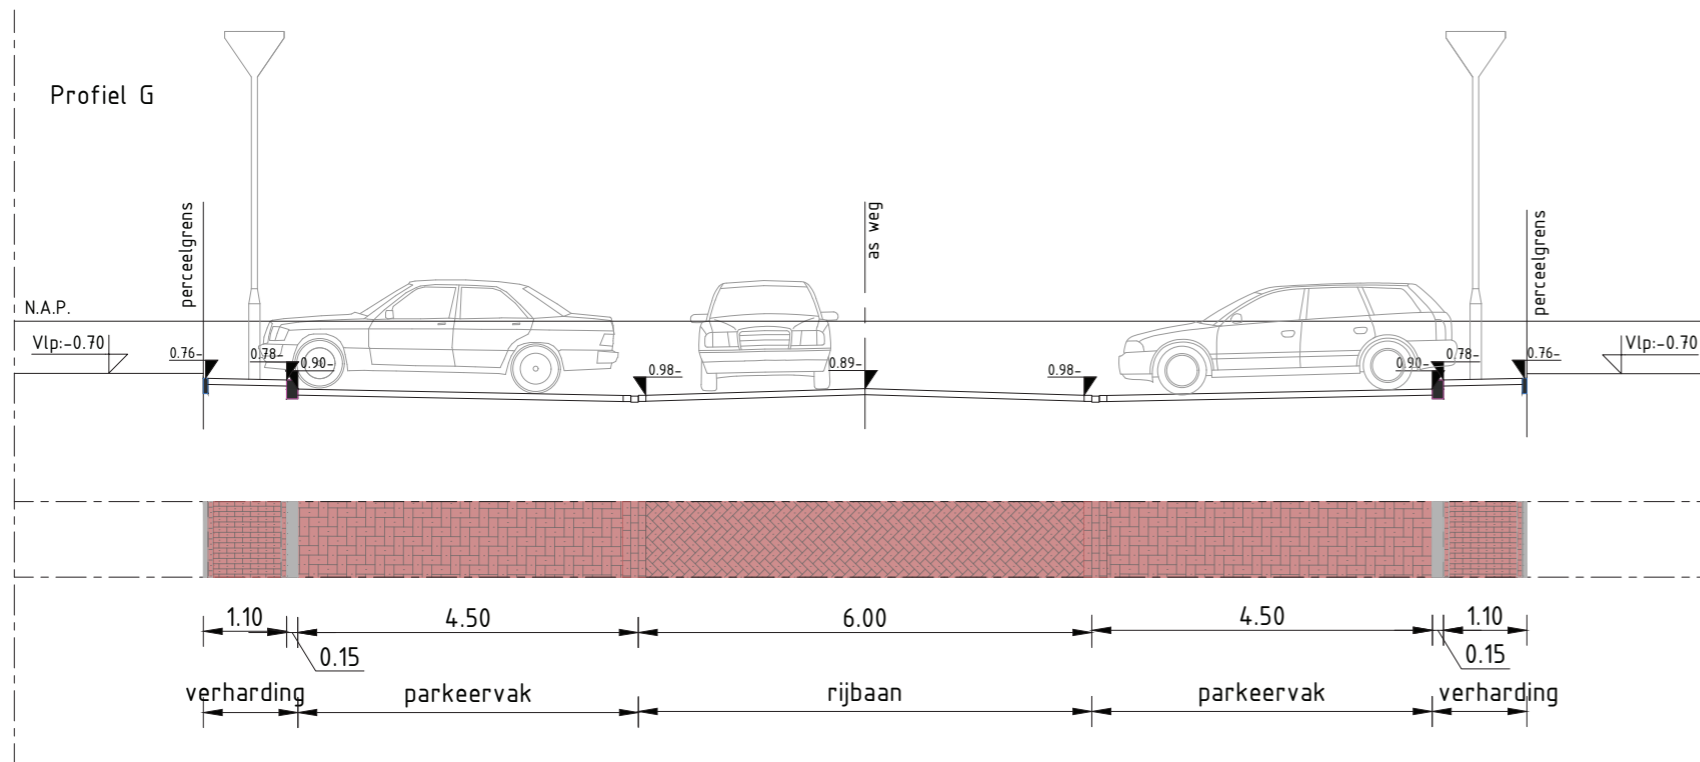 Profiel G
perceelgrens
as weg
perceelgrens
N.A.P.
Vlp:-0.70
Vlp:-0.70
0.76-
0.78-
0.90-
0.98-
0.89-
0.98-
0.90-
0.78-
0.76-
1.10
4.50
6.00
4.50
1.10
0.15
0.15
verharding
parkeervak
rijbaan
parkeervak
verharding